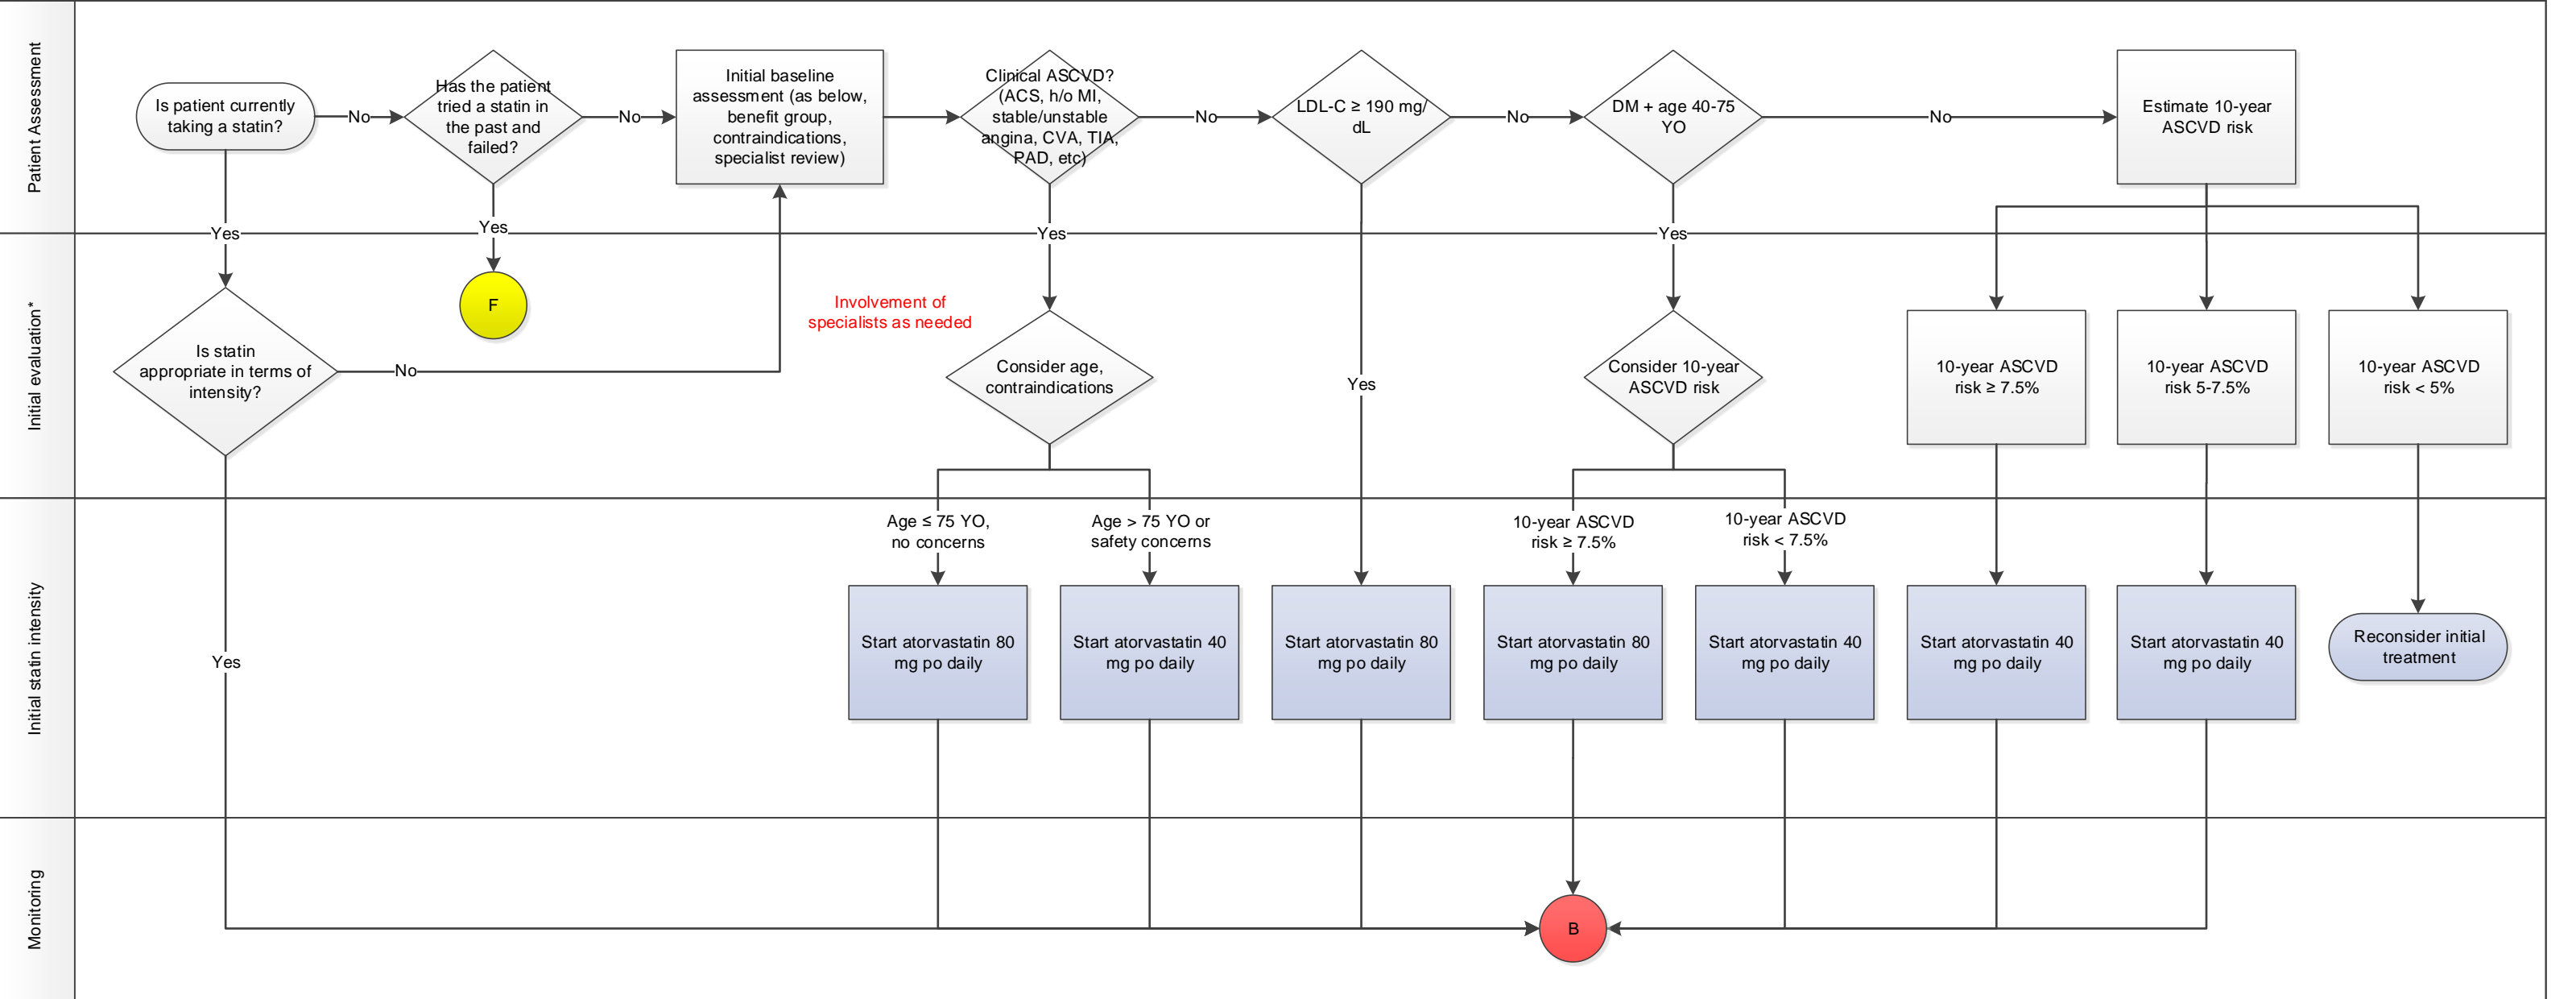 Patient Assessment
Is patient currently
taking a statin?
No
Has the patient
tried a statin in
the past and
failed?
No
Initial baseline
assessment (as below,
benefit group,
contraindications,
specialist review)
Clinical ASCVD?
(ACS, h/o MI,
stable/unstable
angina, CVA, TIA,
PAD, etc)
No
LDL-C ≥ 190 mg/
dL
No
DM + age 40-75
YO
No
Estimate 10-year
ASCVD risk
Yes
Yes
Yes
Yes
Initial evaluation*
Is statin
appropriate in terms of
intensity?
No
F
Involvement of
specialists as needed
Consider age,
contraindications
Yes
Consider 10-year
ASCVD risk
10-year ASCVD
risk ≥ 7.5%
10-year ASCVD
risk 5-7.5%
10-year ASCVD
risk < 5%
Initial statin intensity
Yes
Age ≤ 75 YO,
no concerns
Age > 75 YO or
safety concerns
10-year ASCVD
risk ≥ 7.5%
10-year ASCVD
risk < 7.5%
Start atorvastatin 80
mg po daily
Start atorvastatin 40
mg po daily
Start atorvastatin 80
mg po daily
Start atorvastatin 80
mg po daily
Start atorvastatin 40
mg po daily
Start atorvastatin 40
mg po daily
Start atorvastatin 40
mg po daily
Reconsider initial
treatment
Monitoring
B